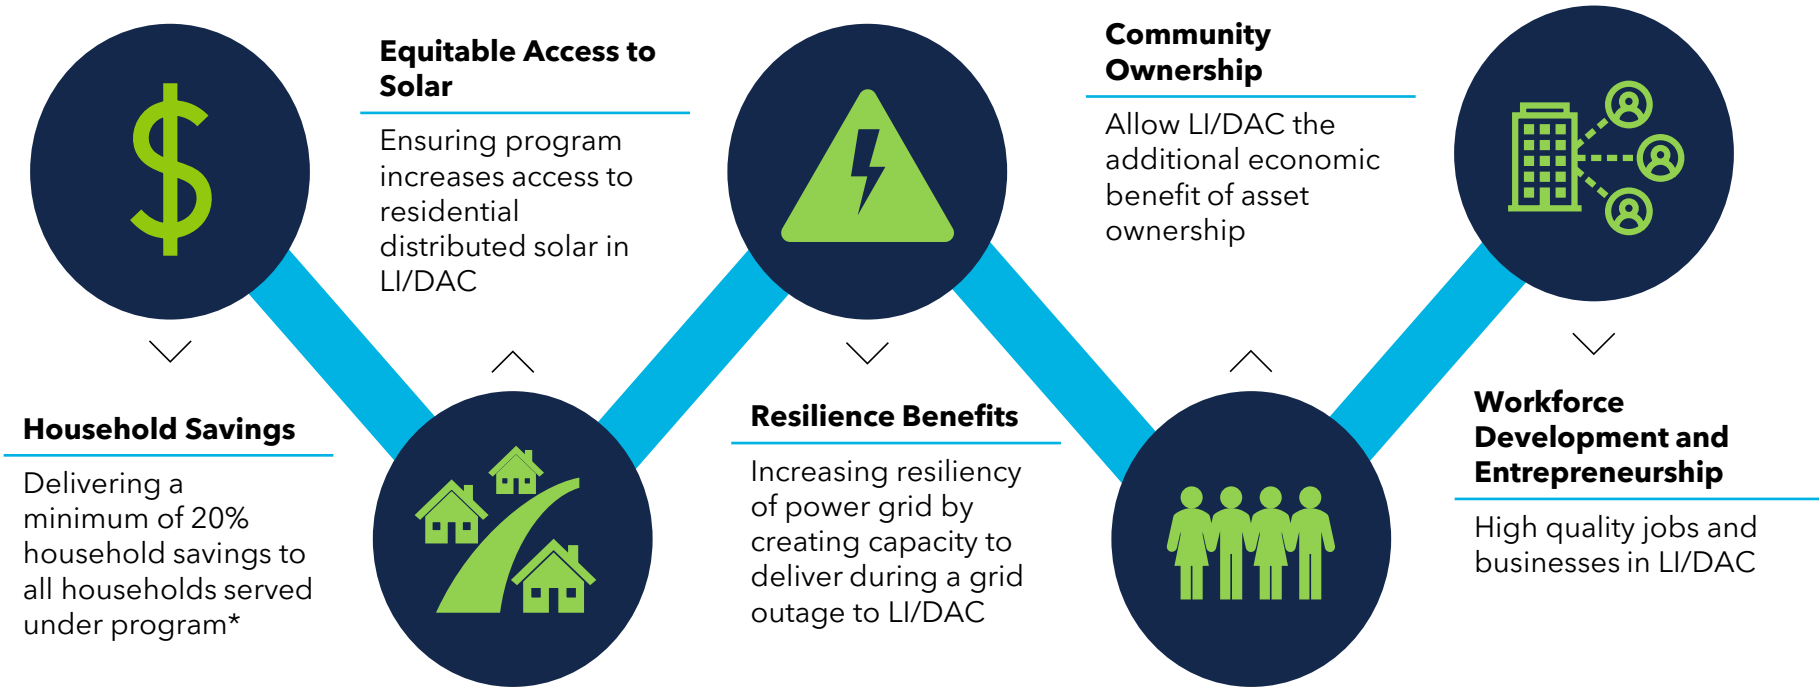 Household Savings
Delivering a
minimum of 20%
household savings to
all households served
under program*
Equitable Access to
Solar
Ensuring program
increases access to
residential
distributed solar in
LI/DAC
Resilience Benefits
Increasing resiliency
of power grid by
creating capacity to
deliver during a grid
outage to LI/DAC
Community
Ownership
Allow LI/DAC the
additional economic
benefit of asset
ownership
Workforce
Development and
Entrepreneurship
High quality jobs and
businesses in LI/DAC